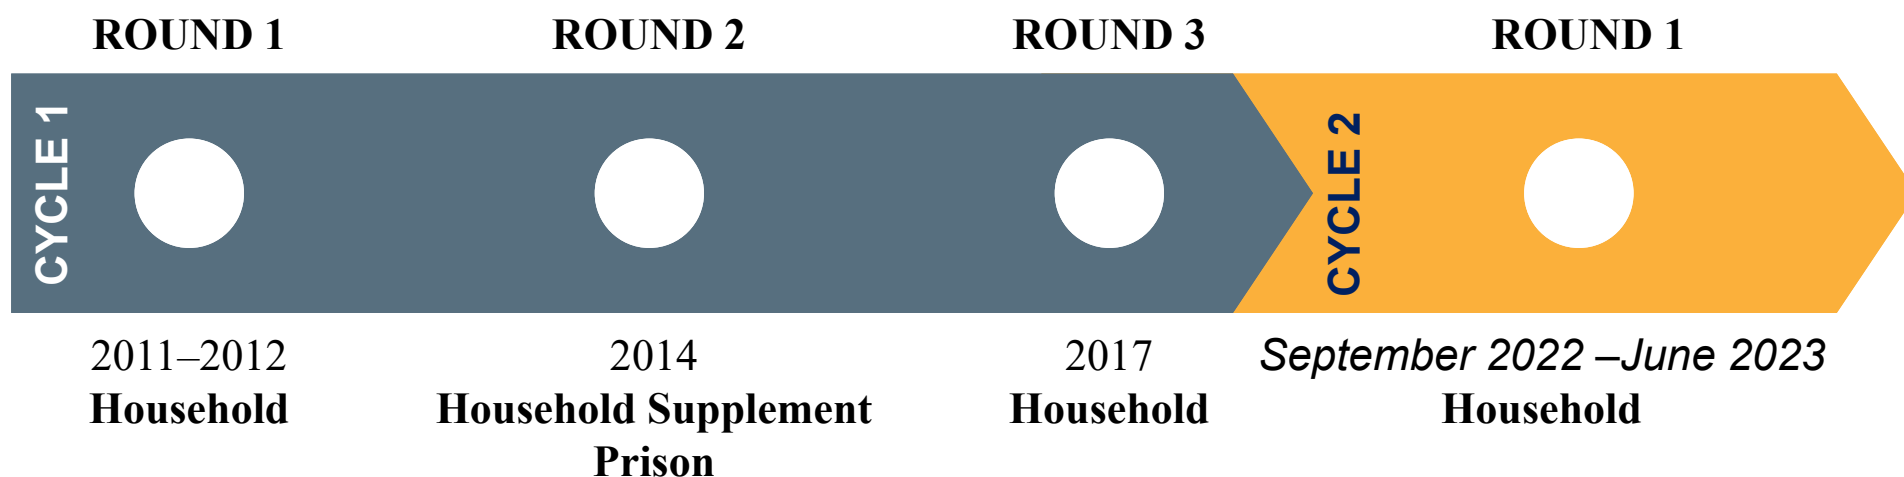 ROUND 1
ROUND 2
ROUND 3
ROUND 1
CYCLE 1
CYCLE 2
2011–2012
Household
2014
Household Supplement
Prison
2017
Household
September 2022 –June 2023
Household